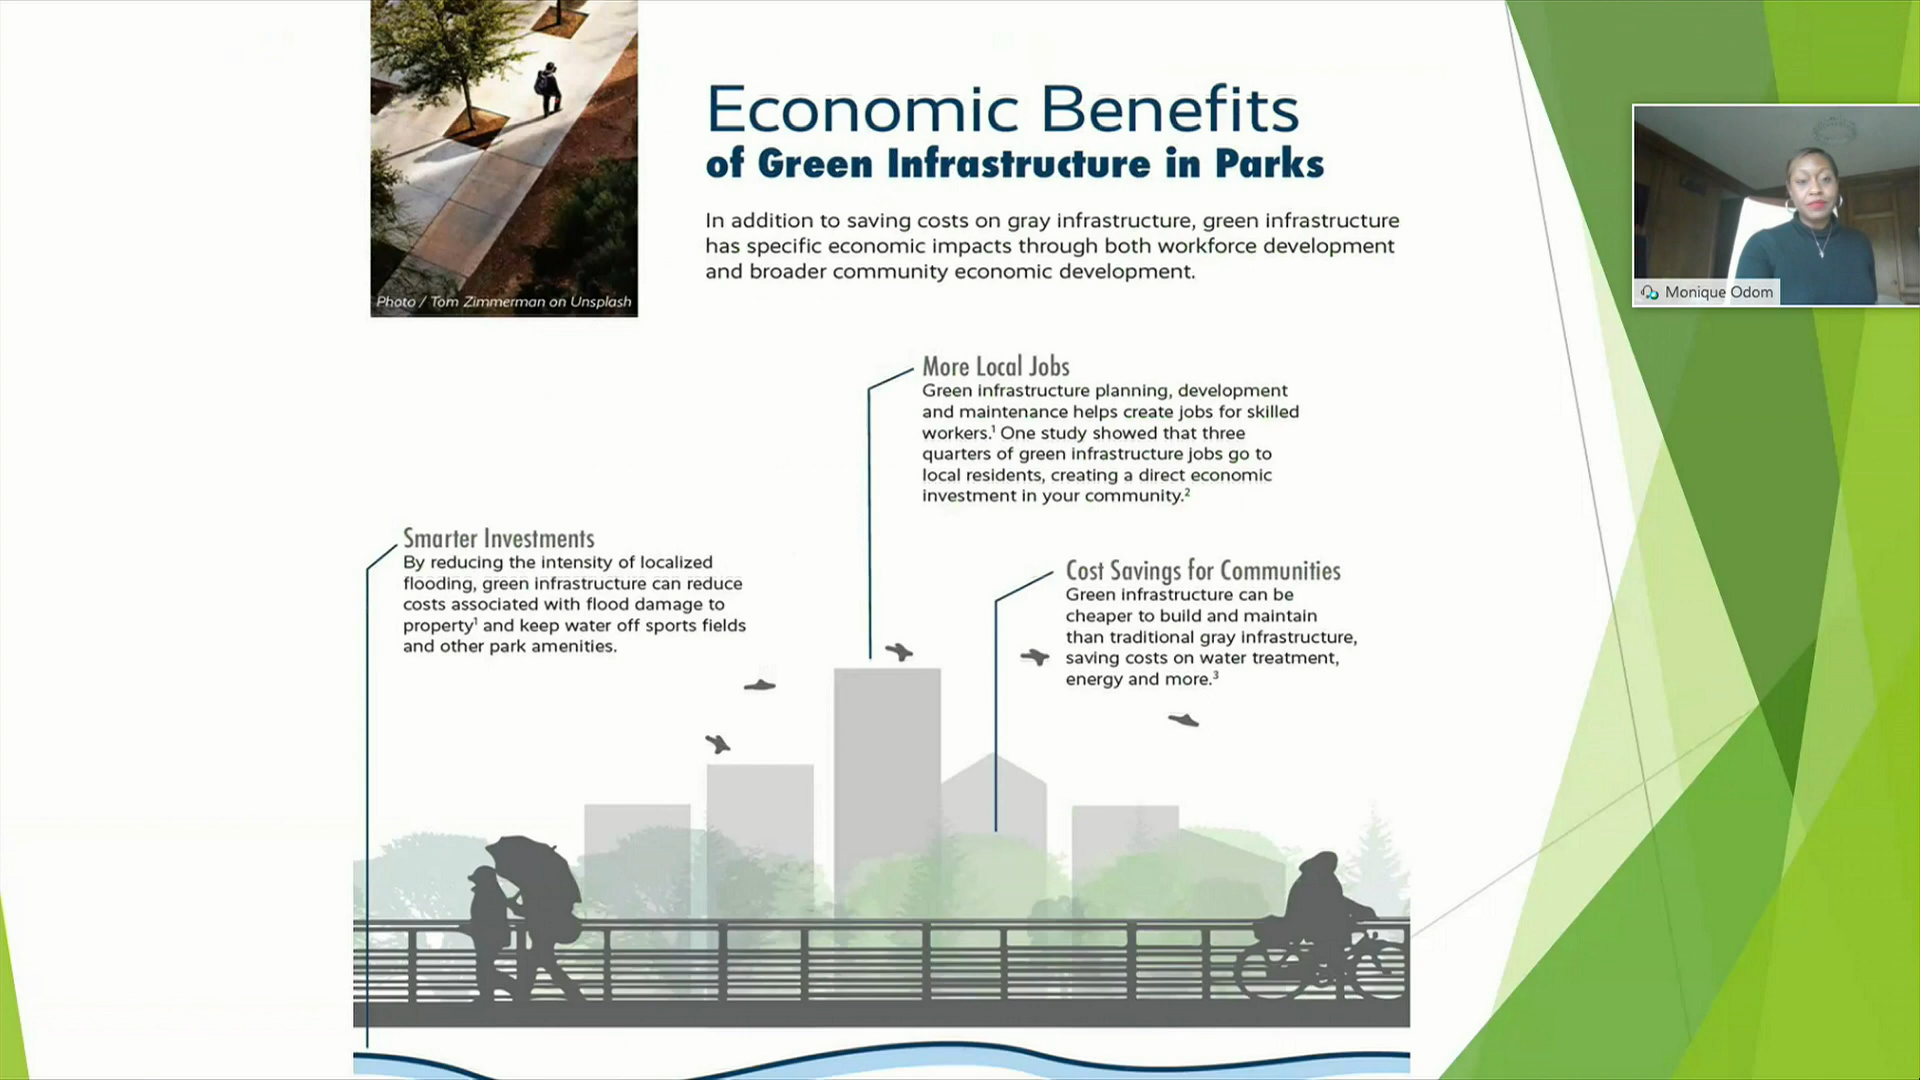 Economic Benefits
of Green Infrastructure in Parks
In addition to saving costs on gray infrastructure, green infrastructure
has specific economic impacts through both workforce development
and broader community economic development.
Photo / Tom Zimmerman on Unsplash
Monique Odom
More Local Jobs
Green infrastructure planning, development
and maintenance helps create jobs for skilled
workers.¹ One study showed that three
quarters of green infrastructure jobs go to
local residents, creating a direct economic
investment in your community.²
Smarter Investments
By reducing the intensity of localized
flooding, green infrastructure can reduce
costs associated with flood damage to
property¹ and keep water off sports fields
and other park amenities.
Cost Savings for Communities
Green infrastructure can be
cheaper to build and maintain
than traditional gray infrastructure,
saving costs on water treatment,
energy and more.³